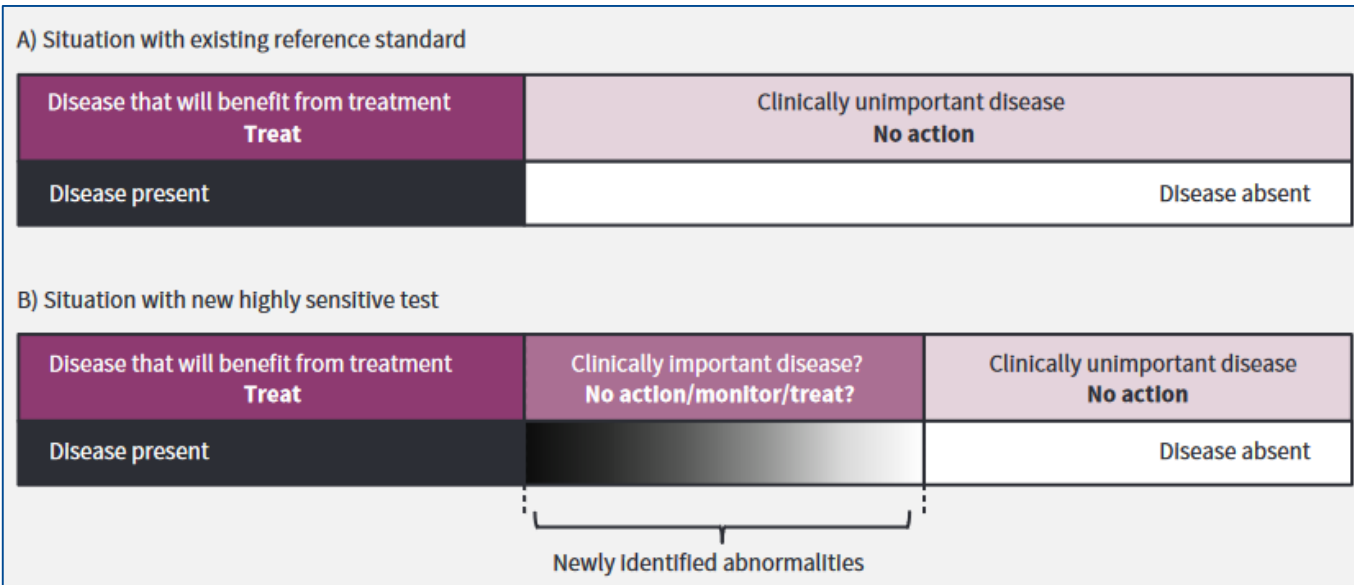 A) Situation with existing reference standard
Disease that will benefit from treatment
Treat
Clinically unimportant disease
No action
Disease present
Disease absent
B) Situation with new highly sensitive test
Disease that will benefit from treatment
Treat
Clinically important disease?
No action/monitor/treat?
Clinically unimportant disease
No action
Disease present
Disease absent
Newly identified abnormalities